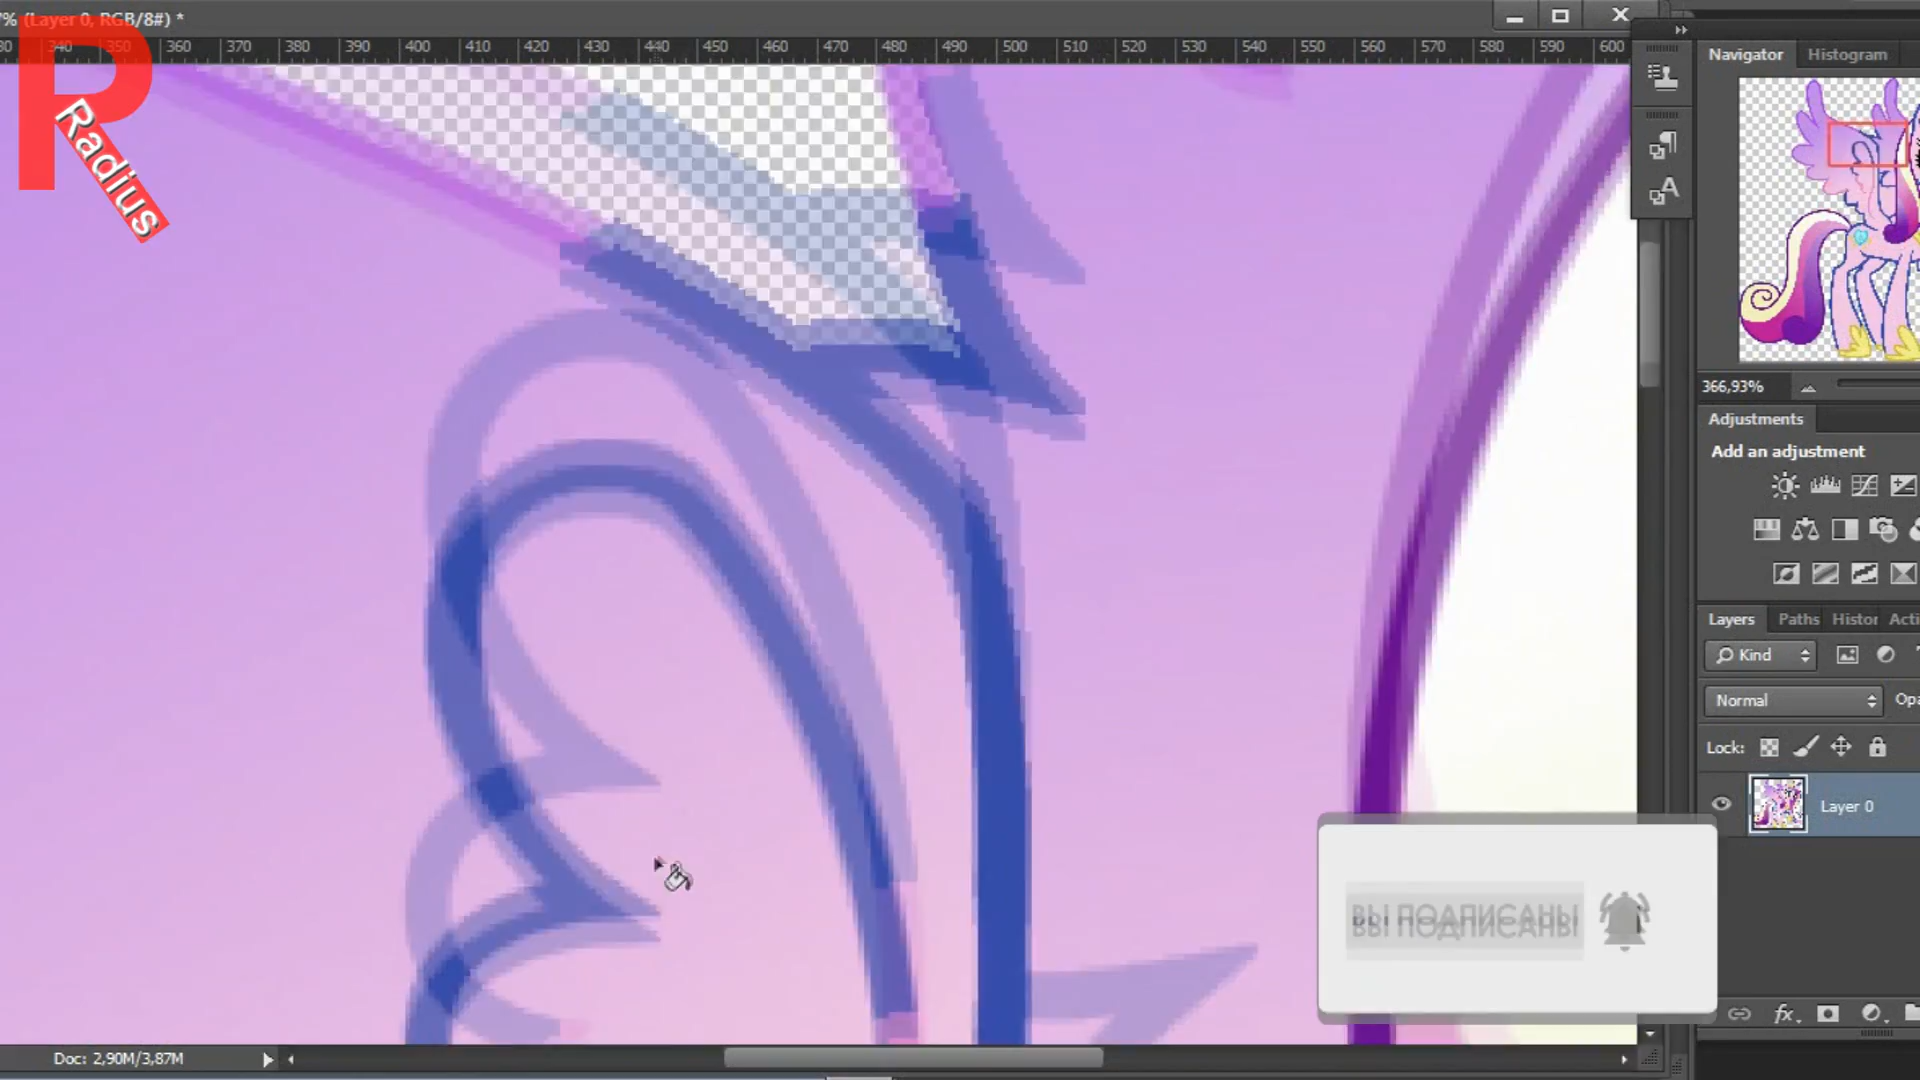 7% (Layer 0, RGB/8#) *
R
Radius
340 350 360 370 380 390 400 410 420 430 440 450 460 470 480 490 500 510 520 530 540 550 560 570 580 590 600
Navigator Histogram
A
366,93%
Adjustments
Add an adjustment
Layers Paths
Kind
Normal
Lock:
Layer 0
ВЫ ПОДПИСАНЫ
fx
Doc: 2,90M/3,87M